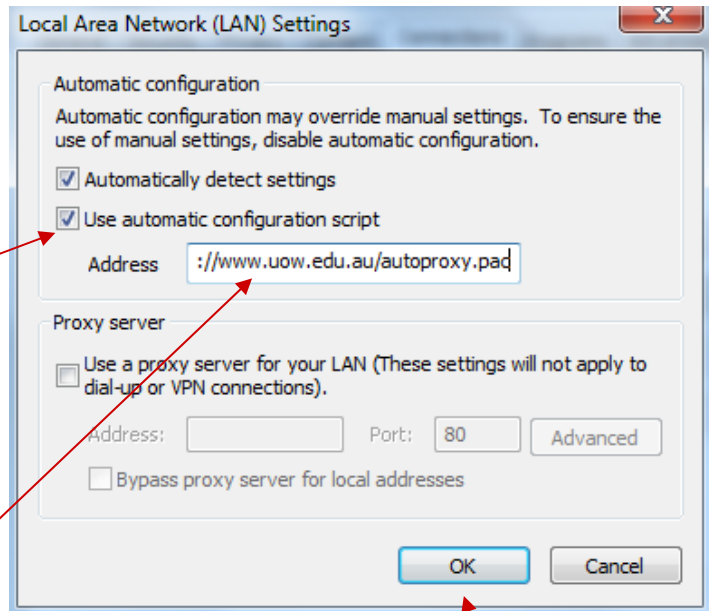 Local Area Network (LAN) Settings
Automatic configuration
Automatic configuration may override manual settings. To ensure the
use of manual settings, disable automatic configuration.
Automatically detect settings
Use automatic configuration script
Address ://www.uow.edu.au/autoproxy.pac
Proxy server
Use a proxy server for your LAN (These settings will not apply to
dial-up or VPN connections).
Address: Port: 80 Advanced
Bypass proxy server for local addresses
OK Cancel